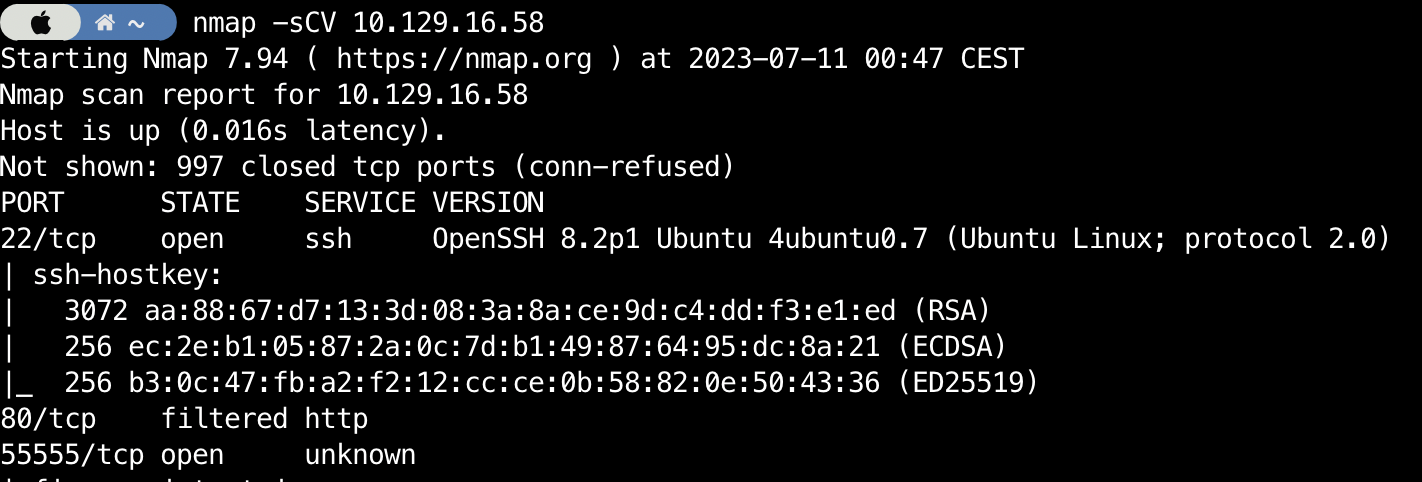 ~ nmap -sCV 10.129.16.58
Starting Nmap 7.94 ( https://nmap.org ) at 2023-07-11 00:47 CEST
Nmap scan report for 10.129.16.58
Host is up (0.016s latency).
Not shown: 997 closed tcp ports (conn-refused)
PORT      STATE    SERVICE VERSION
22/tcp    open     ssh     OpenSSH 8.2p1 Ubuntu 4ubuntu0.7 (Ubuntu Linux; protocol 2.0)
| ssh-hostkey:
|   3072 aa:88:67:d7:13:3d:08:3a:8a:ce:9d:c4:dd:f3:e1:ed (RSA)
|   256 ec:2e:b1:05:87:2a:0c:7d:b1:49:87:64:95:dc:8a:21 (ECDSA)
|_  256 b3:0c:47:fb:a2:f2:12:cc:ce:0b:58:82:0e:50:43:36 (ED25519)
80/tcp    filtered http
55555/tcp open     unknown